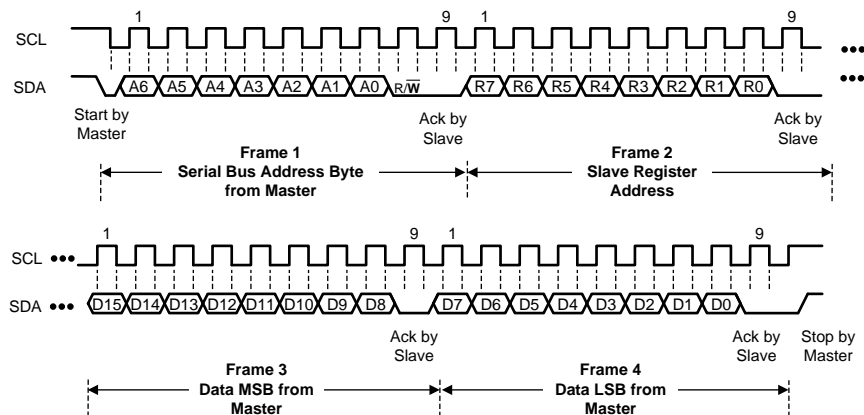 1 9 1 9
SCL
SDA A6 A5 A4 A3 A2 A1 A0 R/W̅ R7 R6 R5 R4 R3 R2 R1 R0
Start by
Master
Ack by
Slave
Ack by
Slave
Frame 1
Serial Bus Address Byte
from Master
Frame 2
Slave Register
Address
1 9 1 9
SCL
SDA D15 D14 D13 D12 D11 D10 D9 D8 D7 D6 D5 D4 D3 D2 D1 D0
Ack by
Slave
Ack by
Slave
Stop by
Master
Frame 3
Data MSB from
Master
Frame 4
Data LSB from
Master